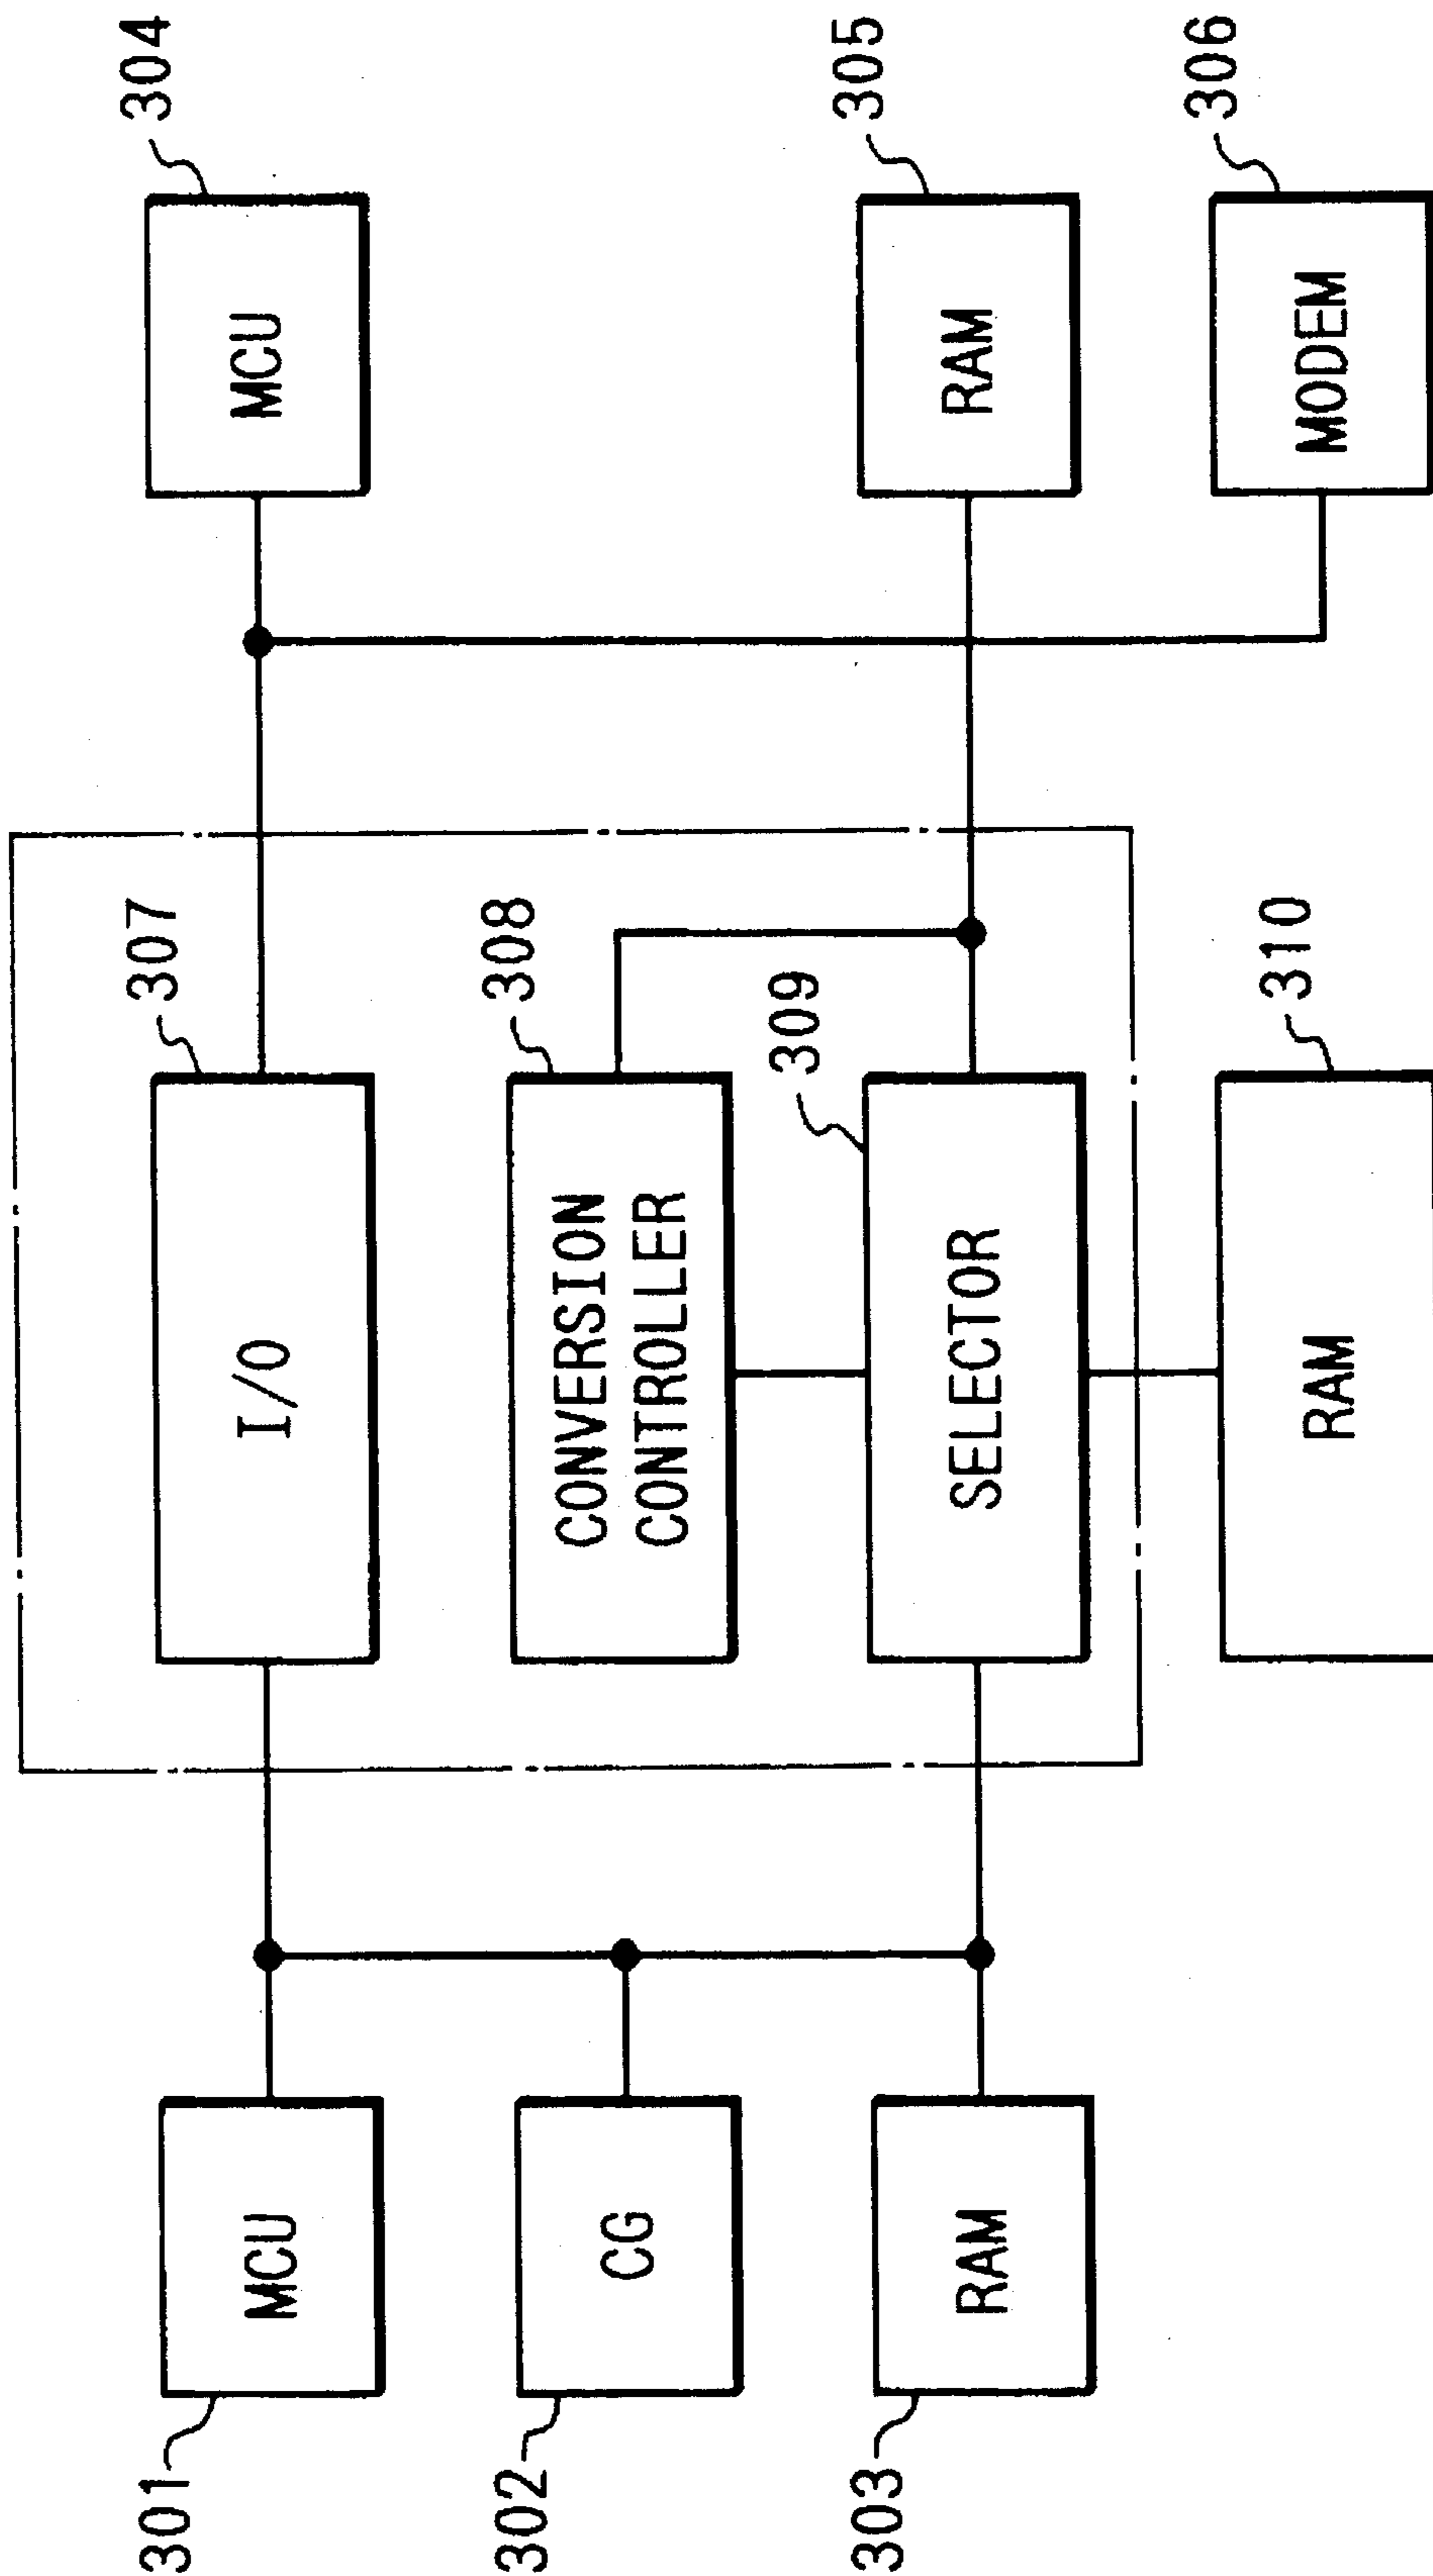 301
MCU
302
CG
303
RAM
307
I/O
308
CONVERSION
CONTROLLER
309
SELECTOR
310
RAM
304
MCU
305
RAM
306
MODEM